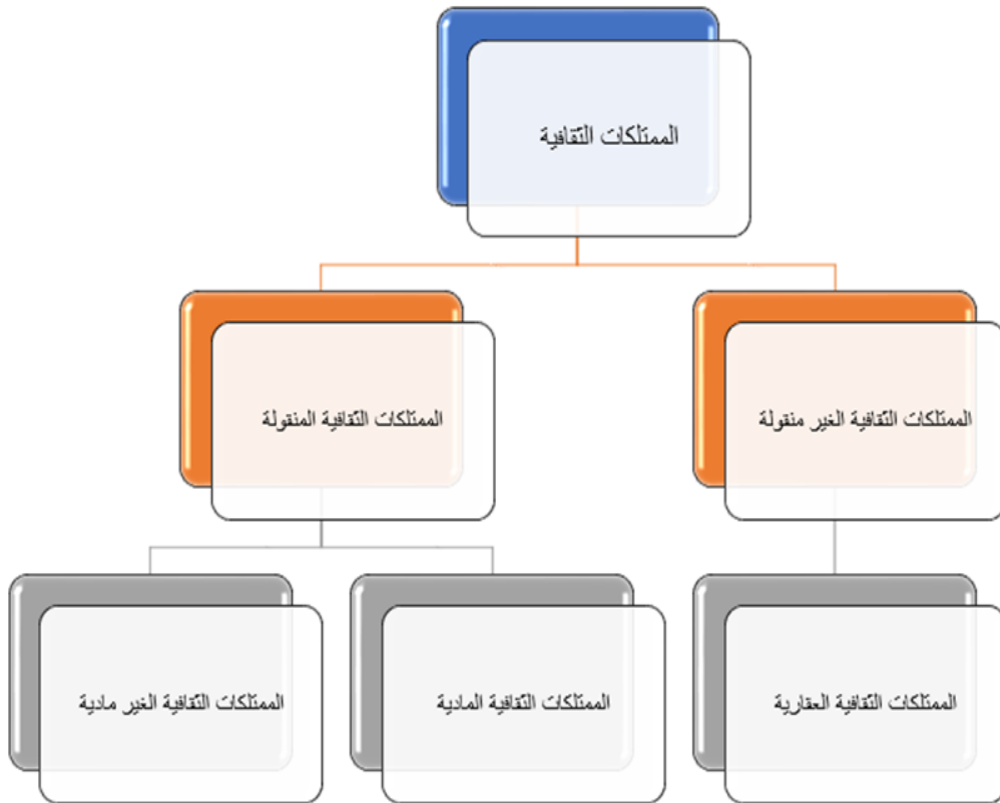 الممتلكات الثقافية
الممتلكات الثقافية الغير منقولة
الممتلكات الثقافية المنقولة
الممتلكات الثقافية العقارية
الممتلكات الثقافية المادية
الممتلكات الثقافية الغير مادية